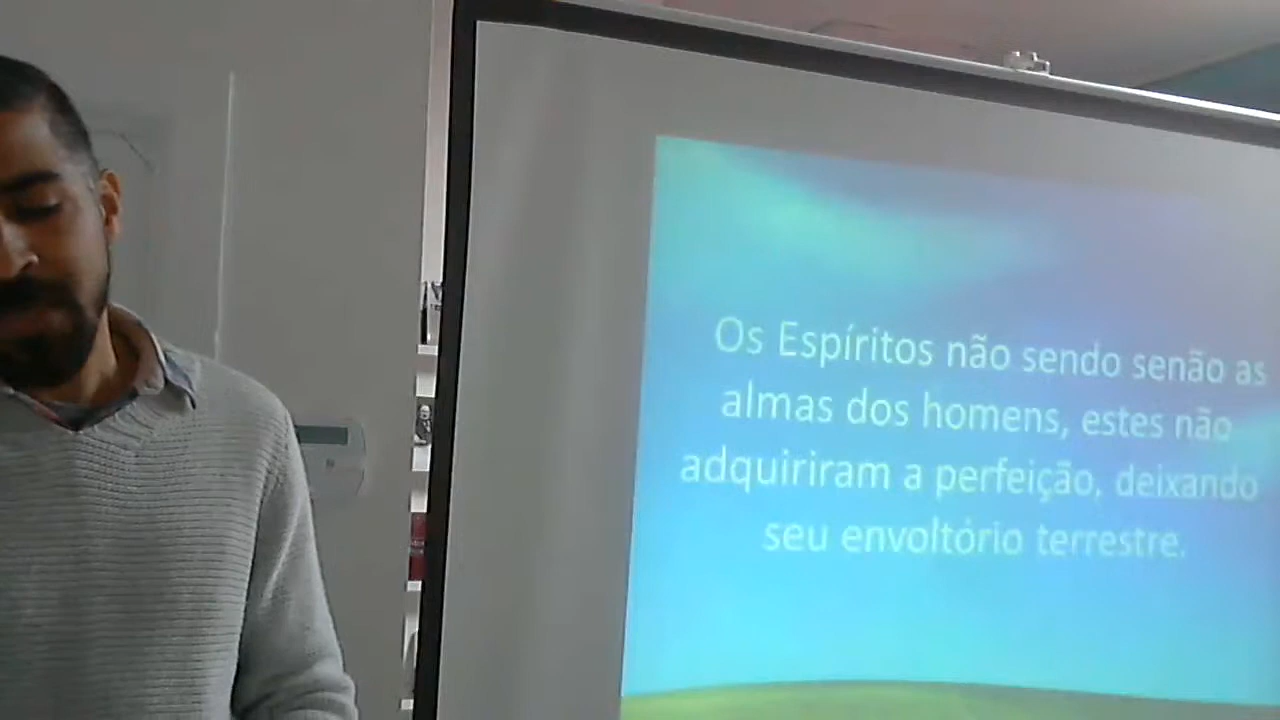 Os Espíritos não sendo senão as
almas dos homens, estes não
adquiriram a perfeição, deixando
seu envoltório terrestre.